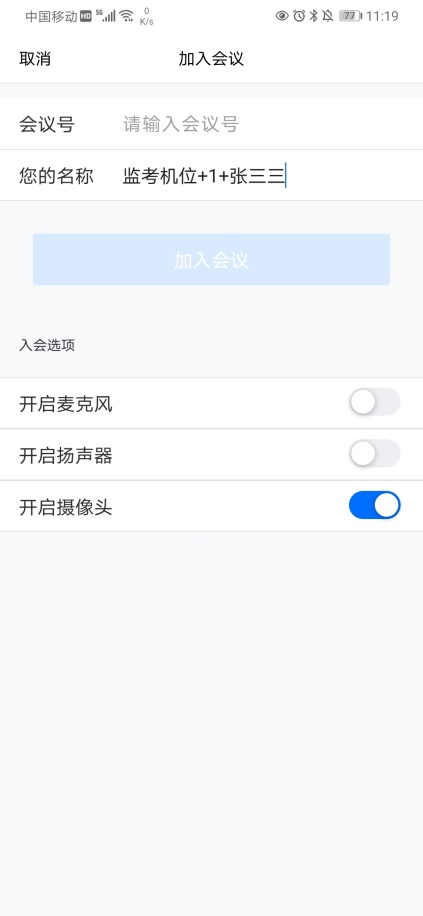 中国移动 HD 5G 0 K/s 77 11:19
取消 加入会议
会议号 请输入会议号
您的名称 监考机位+1+张三三
加入会议
入会选项
开启麦克风
开启扬声器
开启摄像头